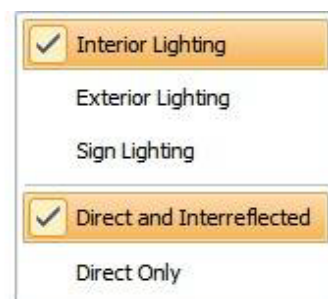 Interior Lighting
Exterior Lighting
Sign Lighting
Direct and Interreflected
Direct Only